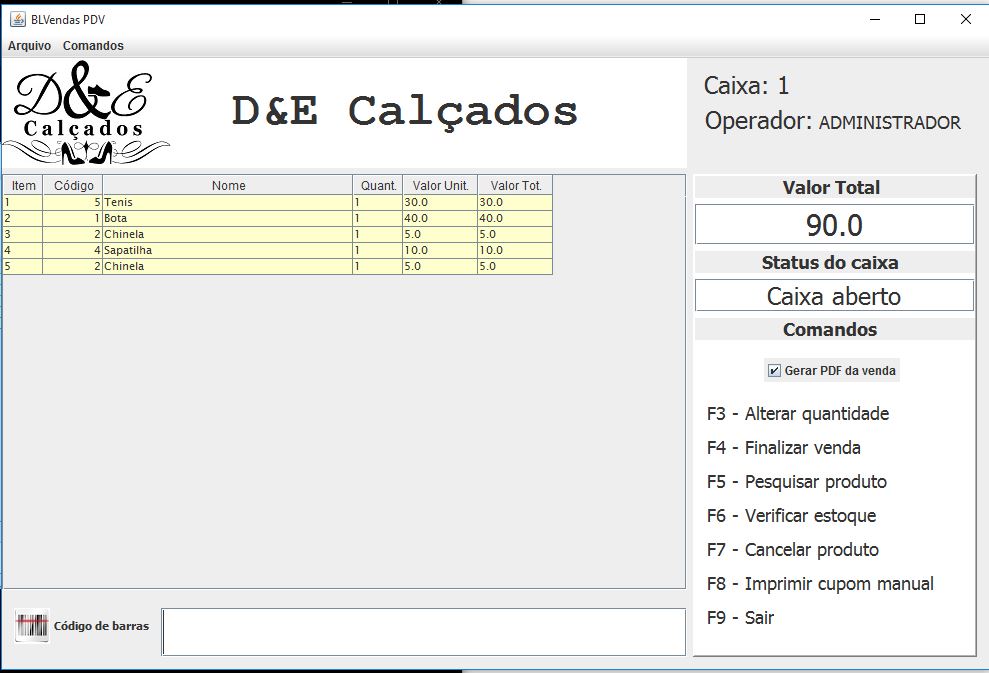 BLVendas PDV
Arquivo Comandos
D&E
Calçados
D&E Calçados
Caixa: 1
Operador: ADMINISTRADOR
Item Código Nome Quant. Valor Unit. Valor Tot.
1 5 Tenis 1 30.0 30.0
2 1 Bota 1 40.0 40.0
3 2 Chinela 1 5.0 5.0
4 4 Sapatilha 1 10.0 10.0
5 2 Chinela 1 5.0 5.0
Valor Total
90.0
Status do caixa
Caixa aberto
Comandos
Gerar PDF da venda
F3 - Alterar quantidade
F4 - Finalizar venda
F5 - Pesquisar produto
F6 - Verificar estoque
F7 - Cancelar produto
F8 - Imprimir cupom manual
F9 - Sair
Código de barras